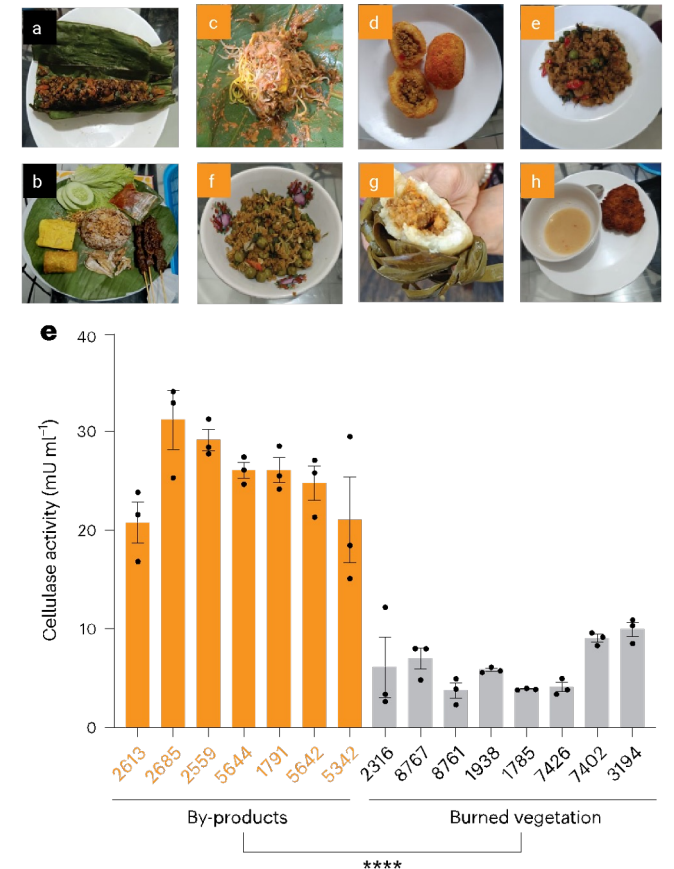 a
c
d
e
b
f
g
h
e
40
30
20
10
0
Cellulase activity (mU ml⁻¹)
2613 2685 2559 5644 1791 5642 5342 2316 8767 8761 1938 1785 7426 7402 3194
By-products Burned vegetation
****